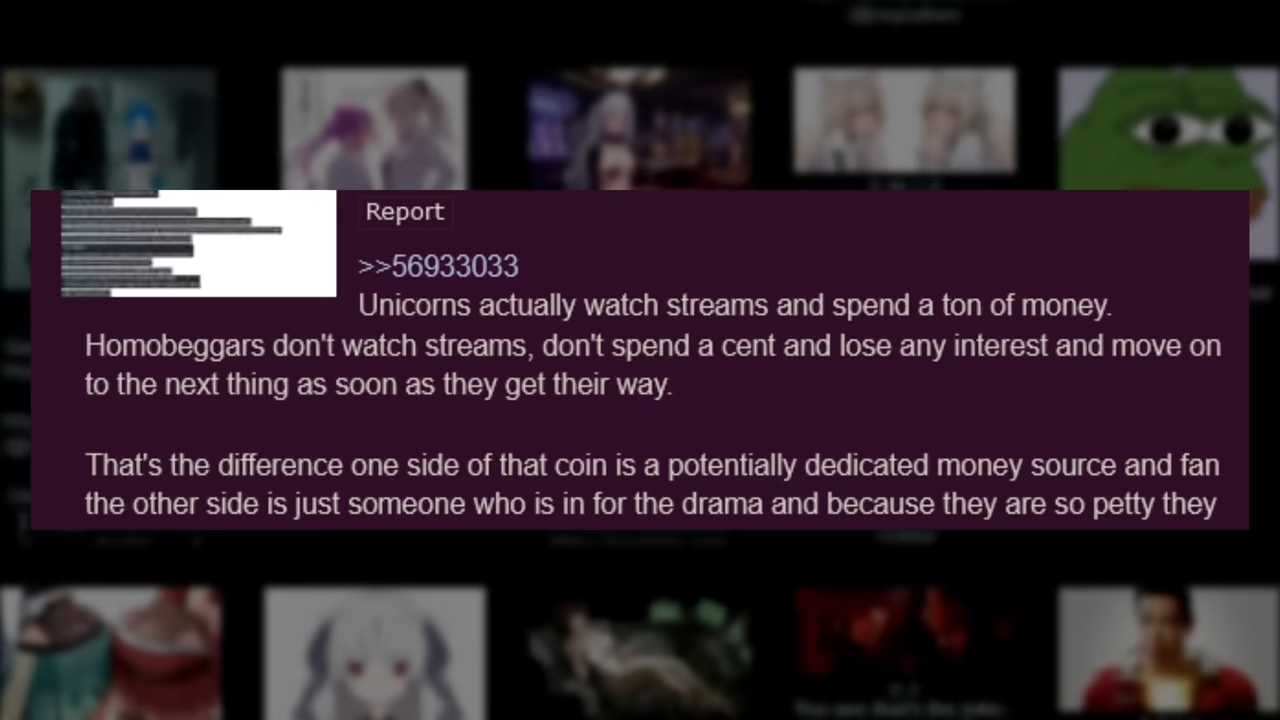 Report
>>56933033
Unicorns actually watch streams and spend a ton of money.
Homobeggars don't watch streams, don't spend a cent and lose any interest and move on
to the next thing as soon as they get their way.
That's the difference one side of that coin is a potentially dedicated money source and fan
the other side is just someone who is in for the drama and because they are so petty they